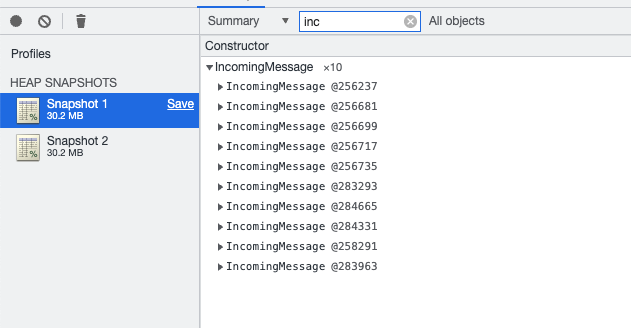 Summary inc All objects
Profiles
HEAP SNAPSHOTS
Snapshot 1 Save
30.2 MB
Snapshot 2
30.2 MB
Constructor
IncomingMessage ×10
IncomingMessage @256237
IncomingMessage @256681
IncomingMessage @256699
IncomingMessage @256717
IncomingMessage @256735
IncomingMessage @283293
IncomingMessage @284665
IncomingMessage @284331
IncomingMessage @258291
IncomingMessage @283963